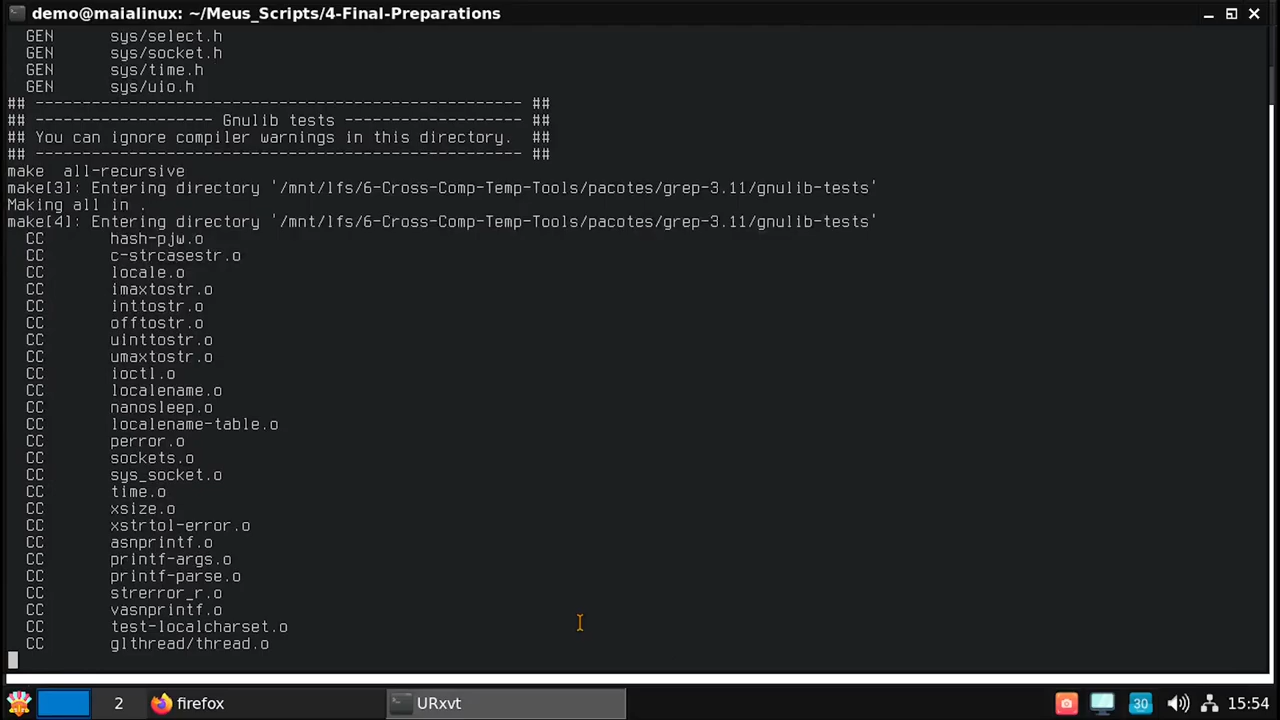 demo@maialinux: ~/Meus_Scripts/4-Final-Preparations
GEN sys/select.h
GEN sys/socket.h
GEN sys/time.h
GEN sys/uio.h
## ---------------------------------------------------- ##
## ------------------ Gnulib tests ------------------- ##
## You can ignore compiler warnings in this directory. ##
## ---------------------------------------------------- ##
make  all-recursive
make[3]: Entering directory '/mnt/lfs/6-Cross-Comp-Temp-Tools/pacotes/grep-3.11/gnulib-tests'
Making all in .
make[4]: Entering directory '/mnt/lfs/6-Cross-Comp-Temp-Tools/pacotes/grep-3.11/gnulib-tests'
CC hash-pjw.o
CC c-strcasestr.o
CC locale.o
CC imaxtostr.o
CC inttostr.o
CC offtostr.o
CC uinttostr.o
CC umaxtostr.o
CC ioctl.o
CC localename.o
CC nanosleep.o
CC localename-table.o
CC perror.o
CC sockets.o
CC sys_socket.o
CC time.o
CC xsize.o
CC xstrtol-error.o
CC asnprintf.o
CC printf-args.o
CC printf-parse.o
CC strerror_r.o
CC vasnprintf.o
CC test-localcharset.o
CC glthread/thread.o
2 firefox URxvt 30 15:54